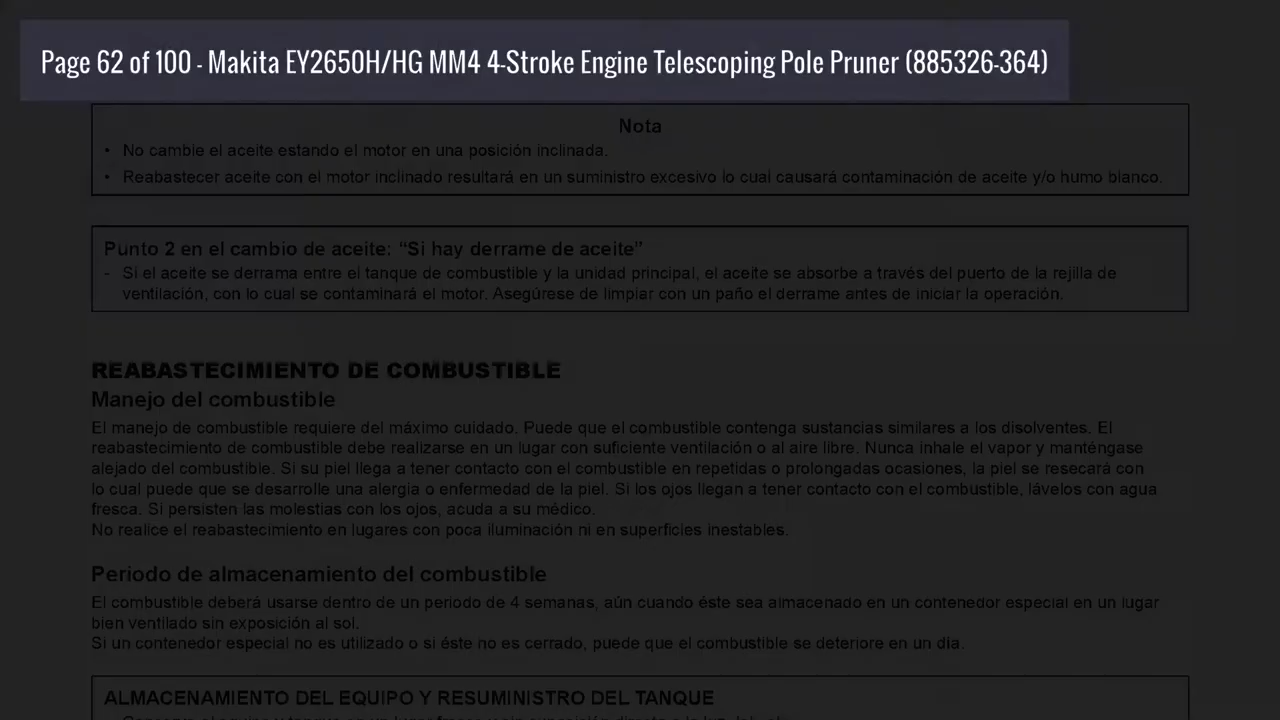 Page 62 of 100 - Makita EY2650H/HG MM4 4-Stroke Engine Telescoping Pole Pruner (885326-364)
Nota
• No cambie el aceite estando el motor en una posición inclinada.
• Reabastecer aceite con el motor inclinado resultará en un suministro excesivo lo cual causará contaminación de aceite y/o humo blanco.
Punto 2 en el cambio de aceite: “Si hay derrame de aceite”
- Si el aceite se derrama entre el tanque de combustible y la unidad principal, el aceite se absorbe a través del puerto de la rejilla de
ventilación, con lo cual se contaminará el motor. Asegúrese de limpiar con un paño el derrame antes de iniciar la operación.
REABASTECIMIENTO DE COMBUSTIBLE
Manejo del combustible
El manejo de combustible requiere del máximo cuidado. Puede que el combustible contenga sustancias similares a los disolventes. El
reabastecimiento de combustible debe realizarse en un lugar con suficiente ventilación o al aire libre. Nunca inhale el vapor y manténgase
alejado del combustible. Si su piel llega a tener contacto con el combustible en repetidas o prolongadas ocasiones, la piel se resecará con
lo cual puede que se desarrolle una alergia o enfermedad de la piel. Si los ojos llegan a tener contacto con el combustible, lávelos con agua
fresca. Si persisten las molestias con los ojos, acuda a su médico.
No realice el reabastecimiento en lugares con poca iluminación ni en superficies inestables.
Periodo de almacenamiento del combustible
El combustible deberá usarse dentro de un periodo de 4 semanas, aún cuando éste sea almacenado en un contenedor especial en un lugar
bien ventilado sin exposición al sol.
Si un contenedor especial no es utilizado o si éste no es cerrado, puede que el combustible se deteriore en un día.
ALMACENAMIENTO DEL EQUIPO Y RESUMINISTRO DEL TANQUE